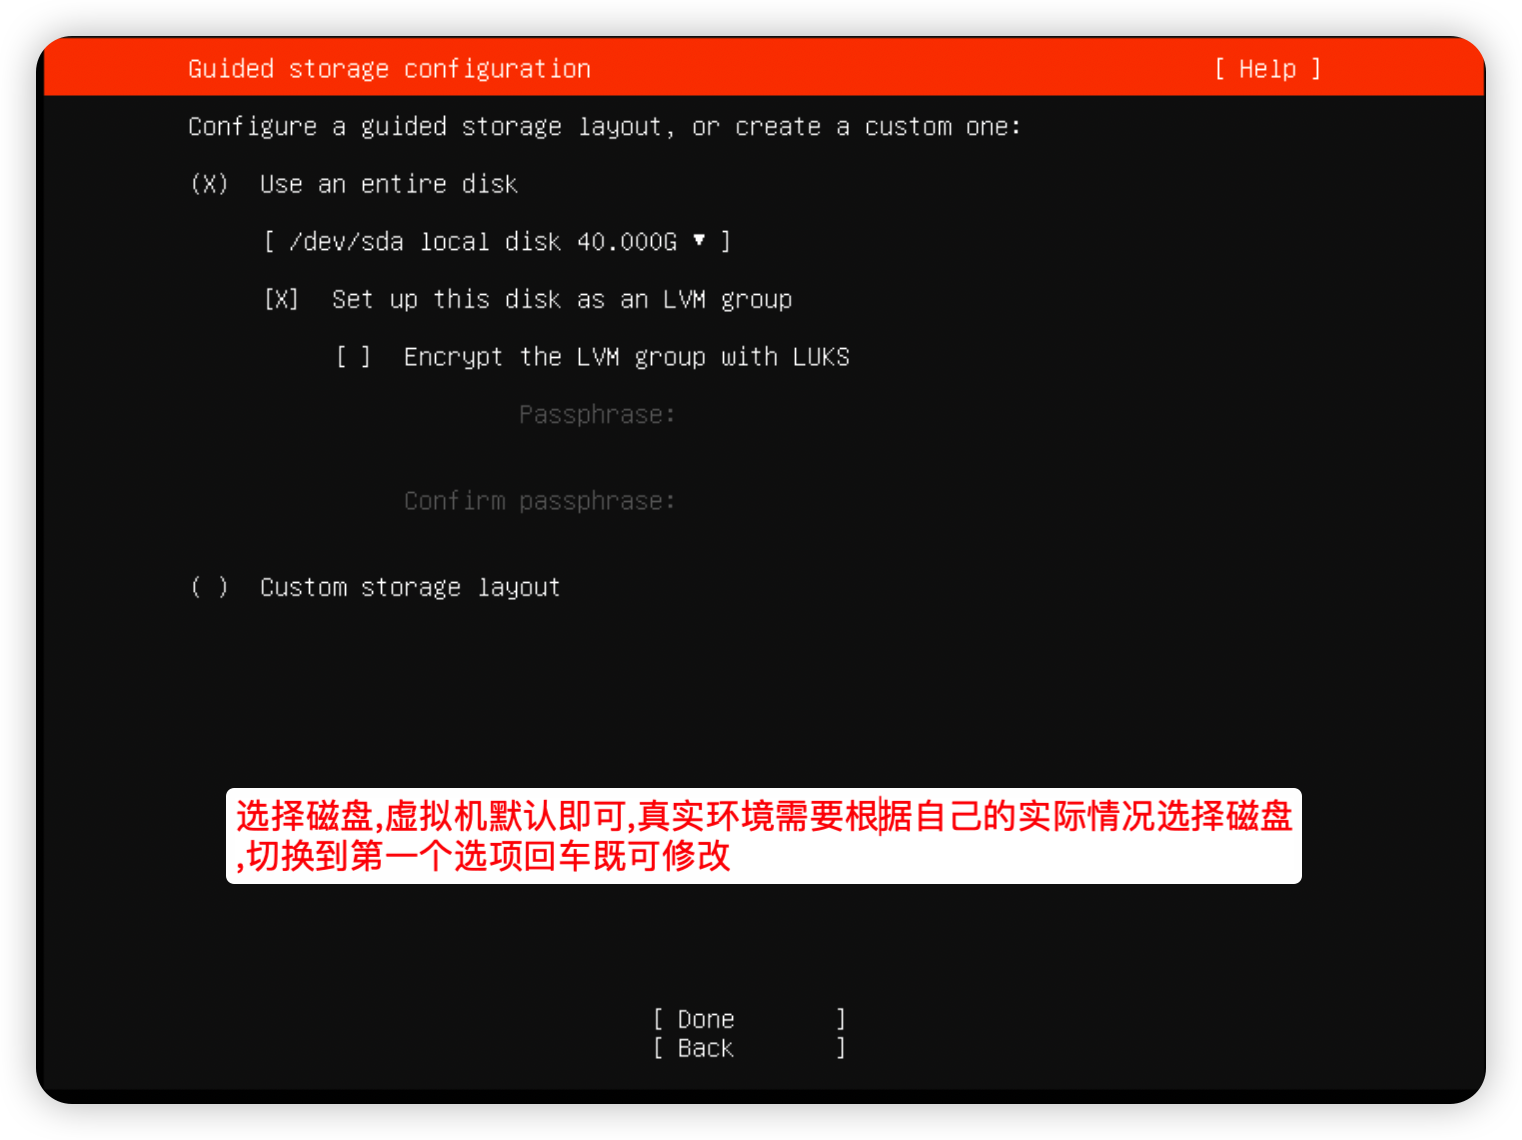 Guided storage configuration [ Help ]
Configure a guided storage layout, or create a custom one:
(X) Use an entire disk
[ /dev/sda local disk 40.000G ▾ ]
[X] Set up this disk as an LVM group
[ ] Encrypt the LVM group with LUKS
Passphrase:
Confirm passphrase:
( ) Custom storage layout
选择磁盘,虚拟机默认即可,真实环境需要根据自己的实际情况选择磁盘
,切换到第一个选项回车既可修改
[ Done ]
[ Back ]